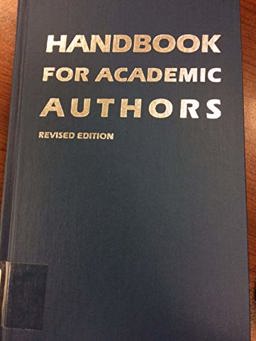 HANDBOOK
FOR ACADEMIC
AUTHORS
REVISED EDITION